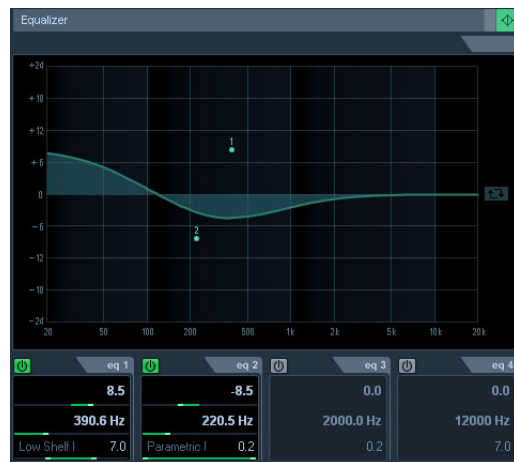 Equalizer
+24
+18
+12
1
+6
0
-6
2
-12
-18
-24
20 50 100 200 500 1k 2k 5k 10k 20k
eq 1 eq 2 eq 3 eq 4
8.5 -8.5 0.0 0.0
390.6 Hz 220.5 Hz 2000.0 Hz 12000 Hz
Low Shelf I 7.0 Parametric I 0.2 0.2 7.0